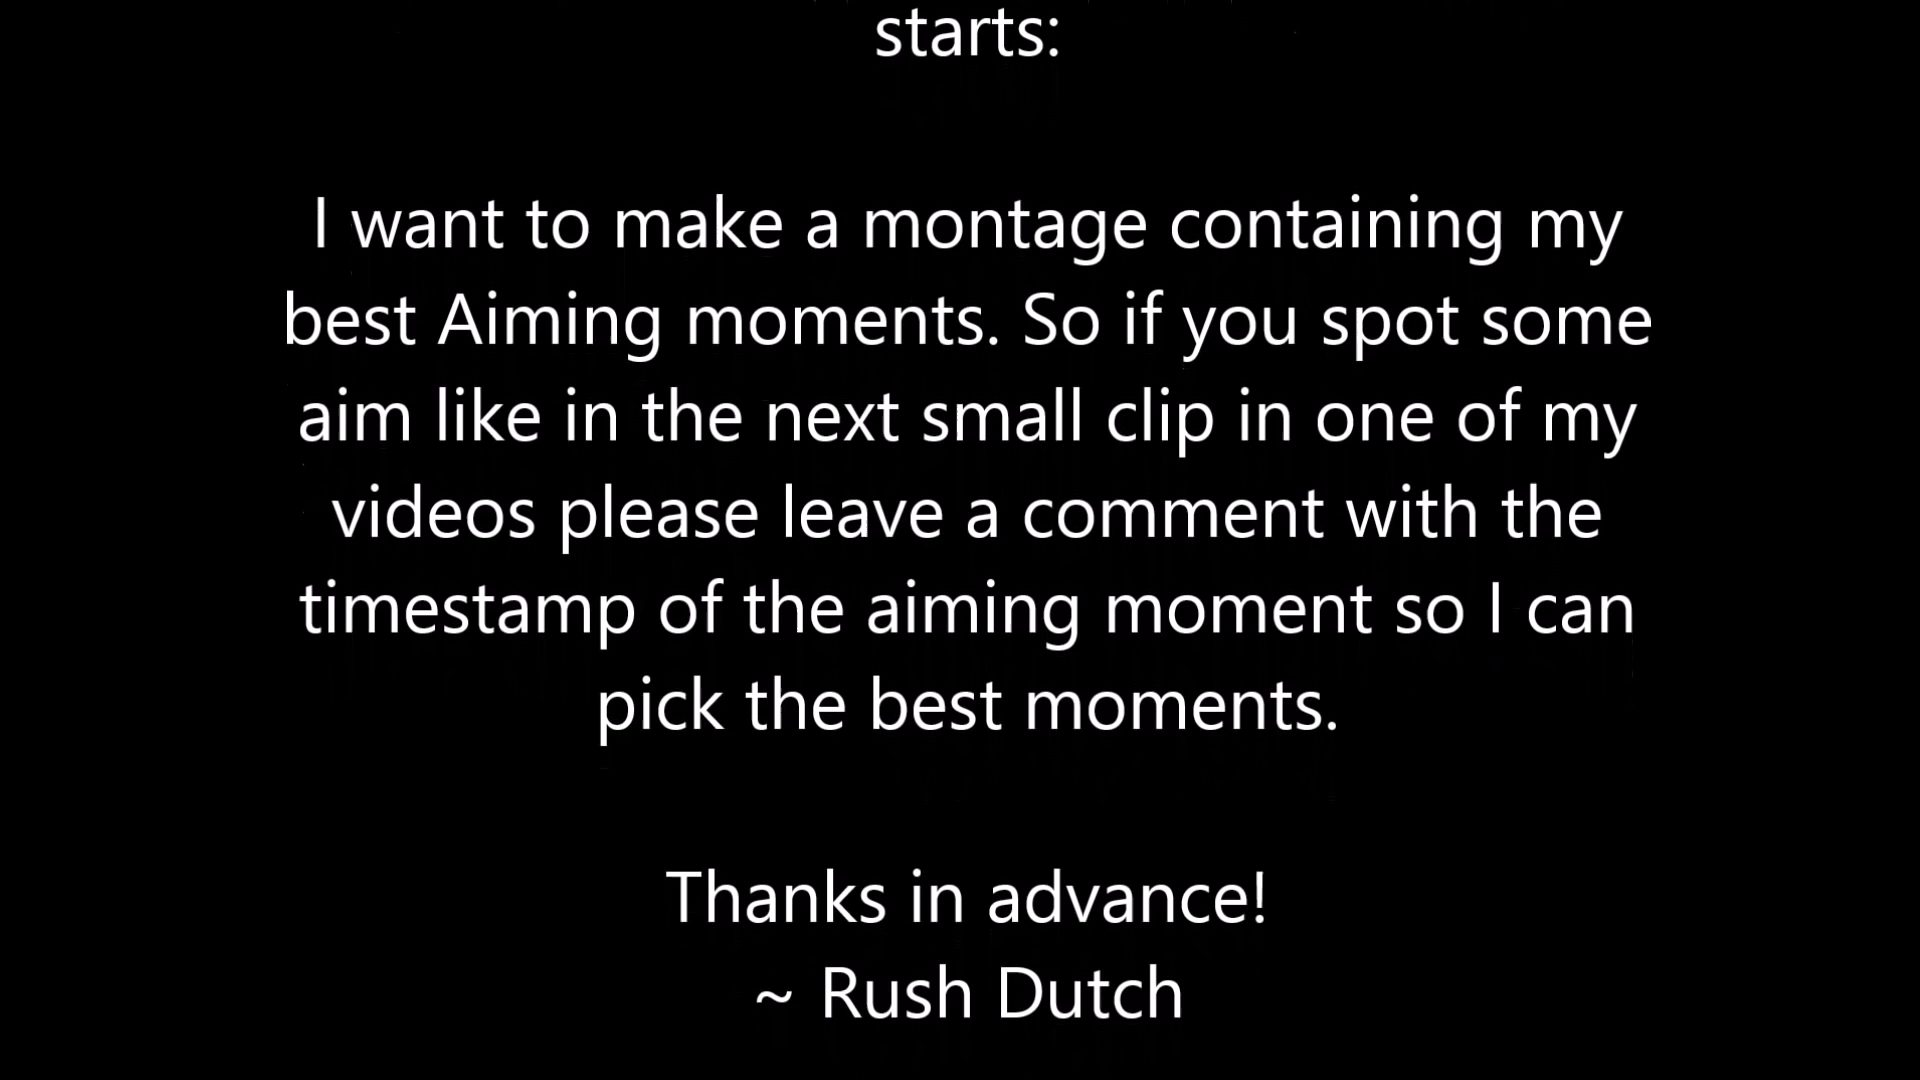 starts:
I want to make a montage containing my
best Aiming moments. So if you spot some
aim like in the next small clip in one of my
videos please leave a comment with the
timestamp of the aiming moment so I can
pick the best moments.
Thanks in advance!
~ Rush Dutch